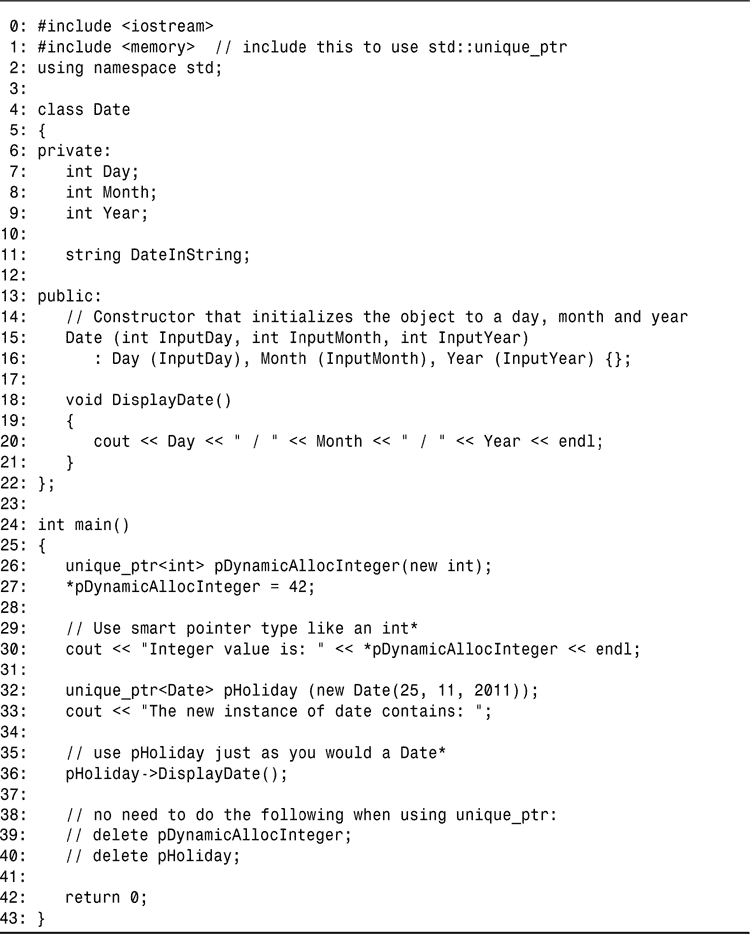 0: #include <iostream>
1: #include <memory>  // include this to use std::unique_ptr
2: using namespace std;
3:
4: class Date
5: {
6: private:
7:    int Day;
8:    int Month;
9:    int Year;
10:
11:    string DateInString;
12:
13: public:
14:    // Constructor that initializes the object to a day, month and year
15:    Date (int InputDay, int InputMonth, int InputYear)
16:       : Day (InputDay), Month (InputMonth), Year (InputYear) {};
17:
18:    void DisplayDate()
19:    {
20:       cout << Day << " / " << Month << " / " << Year << endl;
21:    }
22: };
23:
24: int main()
25: {
26:    unique_ptr<int> pDynamicAllocInteger(new int);
27:    *pDynamicAllocInteger = 42;
28:
29:    // Use smart pointer type like an int*
30:    cout << "Integer value is: " << *pDynamicAllocInteger << endl;
31:
32:    unique_ptr<Date> pHoliday (new Date(25, 11, 2011));
33:    cout << "The new instance of date contains: ";
34:
35:    // use pHoliday just as you would a Date*
36:    pHoliday->DisplayDate();
37:
38:    // no need to do the following when using unique_ptr:
39:    // delete pDynamicAllocInteger;
40:    // delete pHoliday;
41:
42:    return 0;
43: }